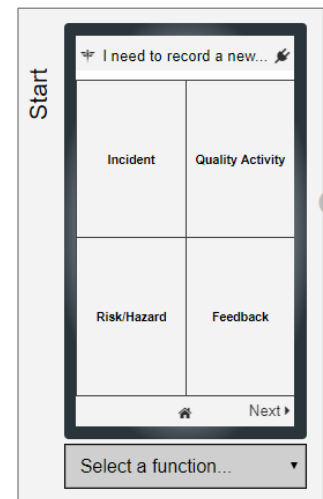 Start
I need to record a new...
Incident
Quality Activity
Risk/Hazard
Feedback
Next
Select a function...